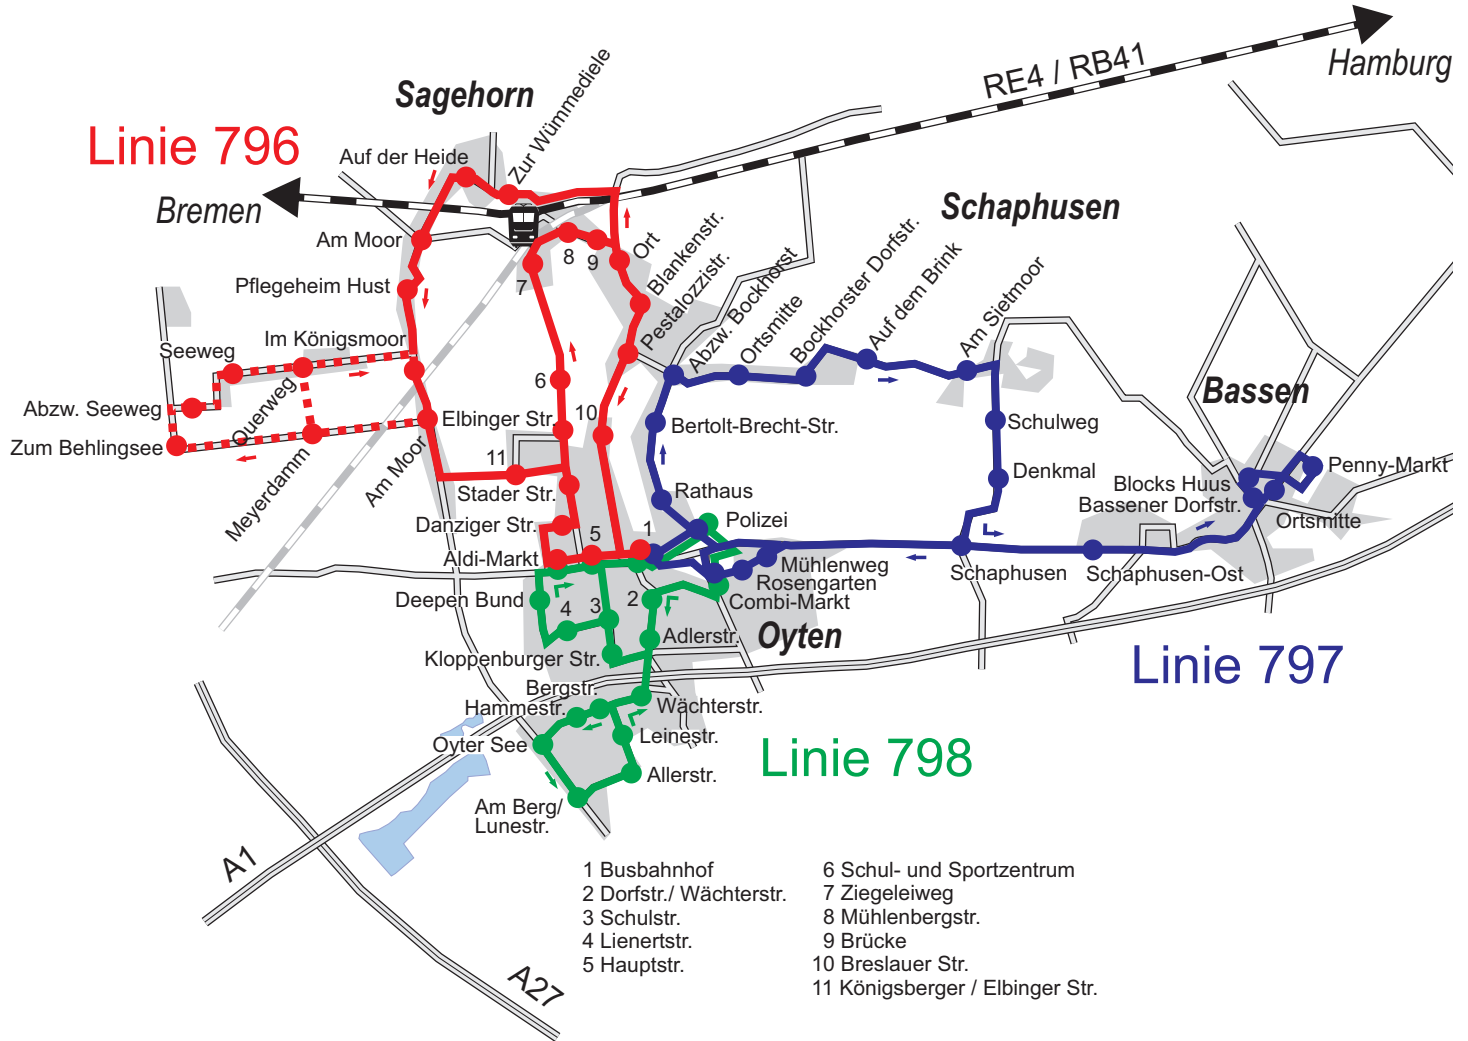 RE4 / RB41
Hamburg
Sagehorn
Zur Wümmediele
Linie 796
Auf der Heide
Bremen
Schaphusen
Am Moor
8
9
7
Ort
Blankenstr.
Pestalozzistr.
Abzw. Bockhorst
Ortsmitte
Bockhorster Dorfstr.
Auf dem Brink
Am Sietmoor
Pflegeheim Hust
Im Königsmoor
Seeweg
Abzw. Seeweg
Querweg
Zum Behlingsee
Meyerdamm
Am Moor
6
Elbinger Str.
10
11
Stader Str.
Danziger Str.
Aldi-Markt
5
1
Bertolt-Brecht-Str.
Rathaus
Polizei
Schulweg
Denkmal
Bassen
Penny-Markt
Blocks Huus
Bassener Dorfstr.
Ortsmitte
Mühlenweg
Rosengarten
Combi-Markt
Schaphusen
Schaphusen-Ost
Deepen Bund
4
3
2
Adlerstr.
Oyten
Kloppenburger Str.
Linie 797
Bergstr.
Hammestr.
Wächterstr.
Oyter See
Leinestr.
Linie 798
Allerstr.
Am Berg/
Lunestr.
A1
A27
1 Busbahnhof
2 Dorfstr./ Wächterstr.
3 Schulstr.
4 Lienertstr.
5 Hauptstr.
6 Schul- und Sportzentrum
7 Ziegeleiweg
8 Mühlenbergstr.
9 Brücke
10 Breslauer Str.
11 Königsberger / Elbinger Str.